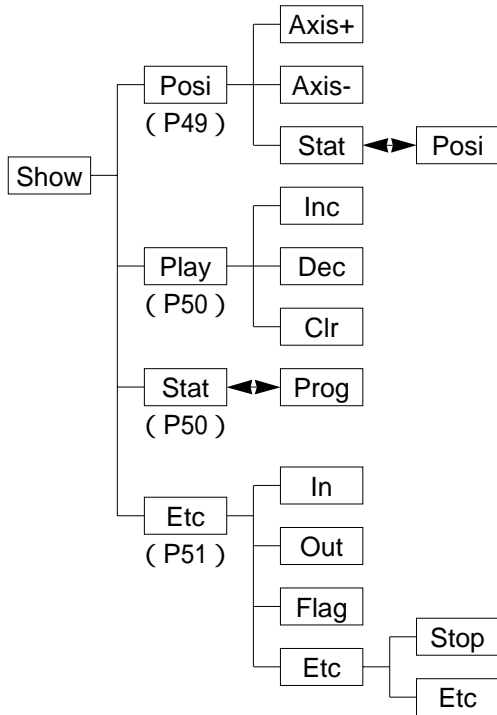 Axis+
Posi
Axis-
(P49)
Stat
Posi
Show
Inc
Play
Dec
(P50)
Clr
Stat
Prog
(P50)
In
Etc
(P51)
Out
Flag
Stop
Etc
Etc